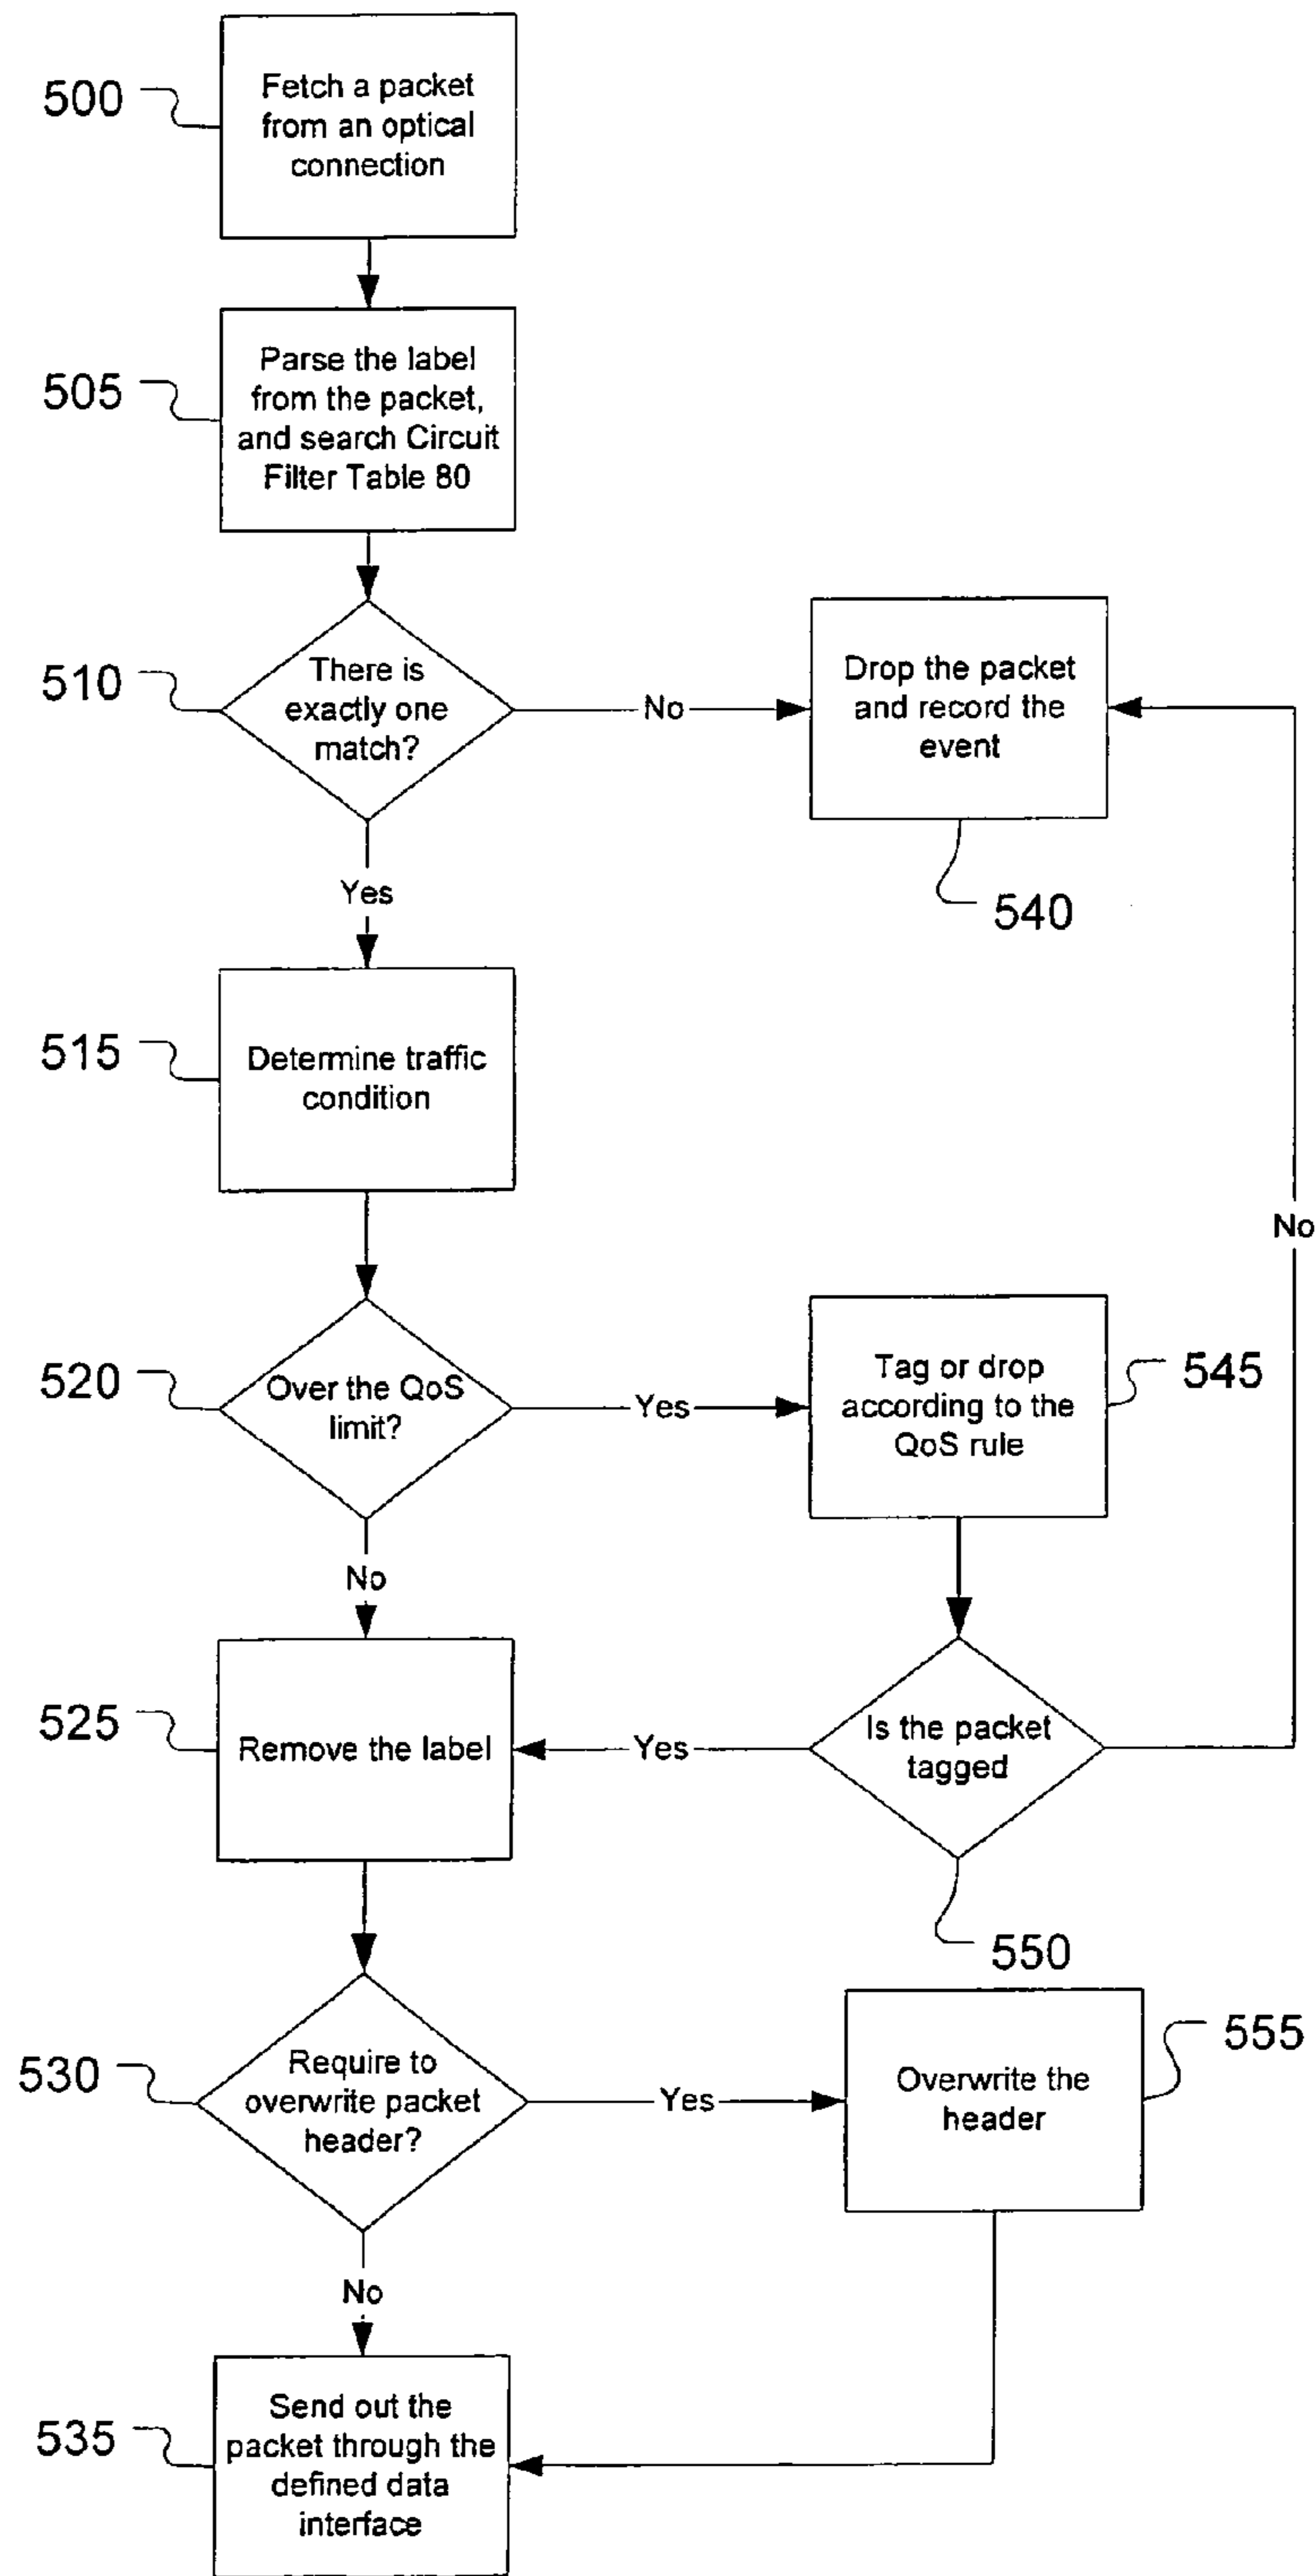 500
Fetch a packet
from an optical
connection
505
Parse the label
from the packet,
and search Circuit
Filter Table 80
510
There is
exactly one
match?
No
Drop the packet
and record the
event
540
Yes
515
Determine traffic
condition
No
520
Over the QoS
limit?
Yes
Tag or drop
according to the
QoS rule
545
No
525
Remove the label
Yes
Is the packet
tagged
550
530
Require to
overwrite packet
header?
Yes
Overwrite the
header
555
No
535
Send out the
packet through the
defined data
interface